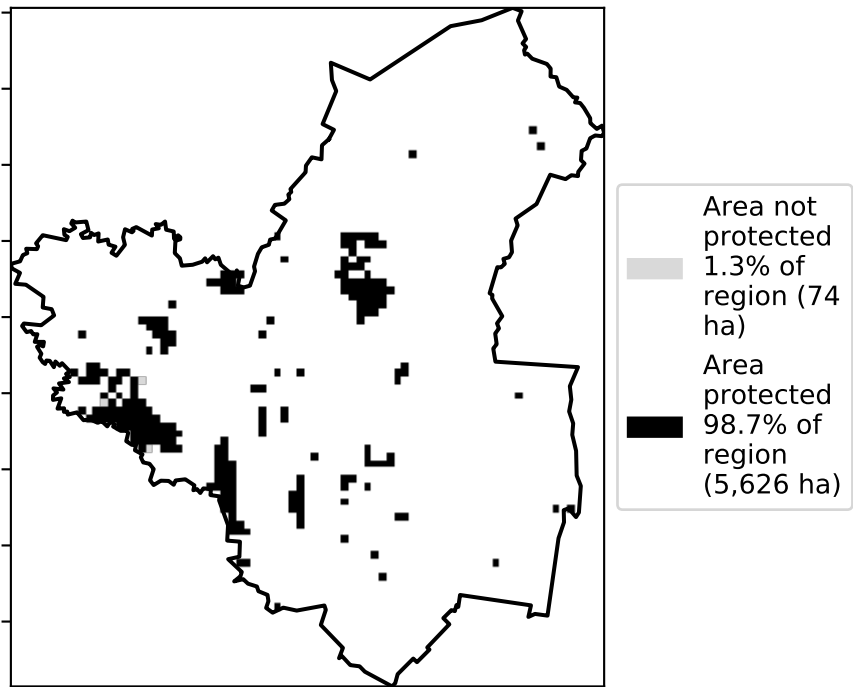 Area not
protected
1.3% of
region (74
ha)
Area
protected
98.7% of
region
(5,626 ha)